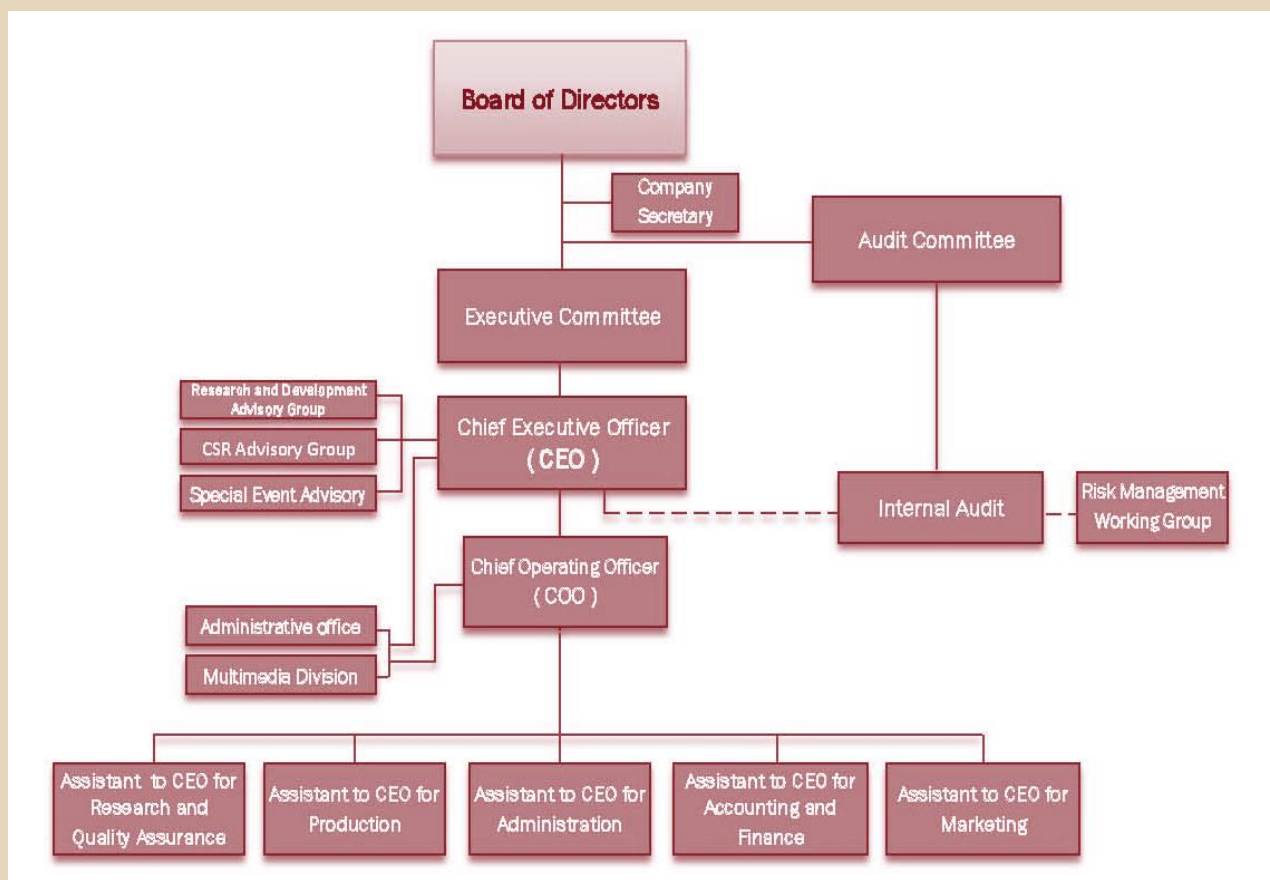 Board of Directors
Company
Secretary
Audit Committee
Executive Committee
Research and Development
Advisory Group
CSR Advisory Group
Special Event Advisory
Chief Executive Officer
( CEO )
Internal Audit
Risk Management
Working Group
Chief Operating Officer
( COO )
Administrative office
Multimedia Division
Assistant to CEO for
Research and
Quality Assurance
Assistant to CEO for
Production
Assistant to CEO for
Administration
Assistant to CEO for
Accounting and
Finance
Assistant to CEO for
Marketing